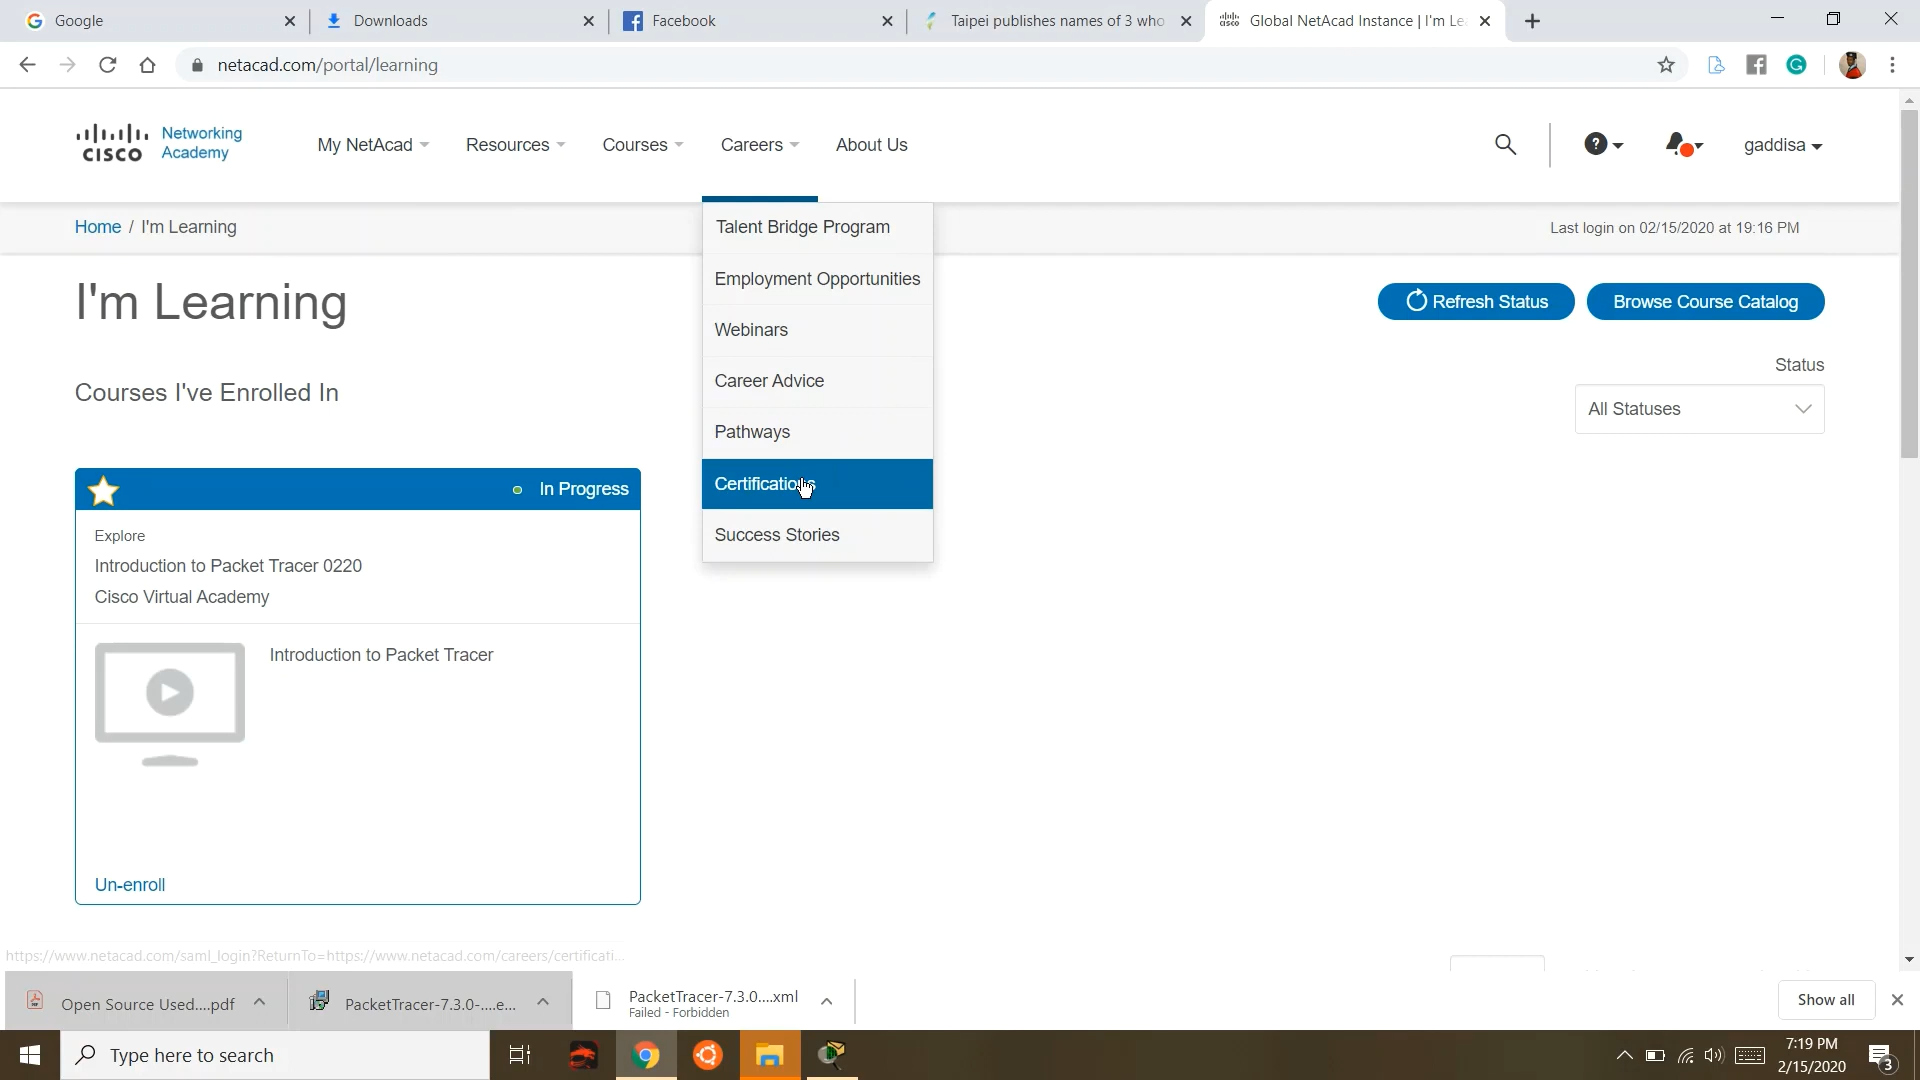 Google
Downloads
Facebook
Taipei publishes names of 3 who
Global NetAcad Instance | I'm Le
netacad.com/portal/learning
cisco
Networking
Academy
My NetAcad
Resources
Courses
Careers
About Us
gaddisa
Home / I'm Learning
Last login on 02/15/2020 at 19:16 PM
Talent Bridge Program
Employment Opportunities
Webinars
Career Advice
Pathways
Certifications
Success Stories
I'm Learning
Refresh Status
Browse Course Catalog
Courses I've Enrolled In
Status
All Statuses
In Progress
Explore
Introduction to Packet Tracer 0220
Cisco Virtual Academy
Introduction to Packet Tracer
Un-enroll
https://www.netacad.com/saml_login?ReturnTo=https://www.netacad.com/careers/certificati...
Open Source Used....pdf
PacketTracer-7.3.0-....e...
PacketTracer-7.3.0....xml
Failed - Forbidden
Show all
Type here to search
7:19 PM
2/15/2020
3